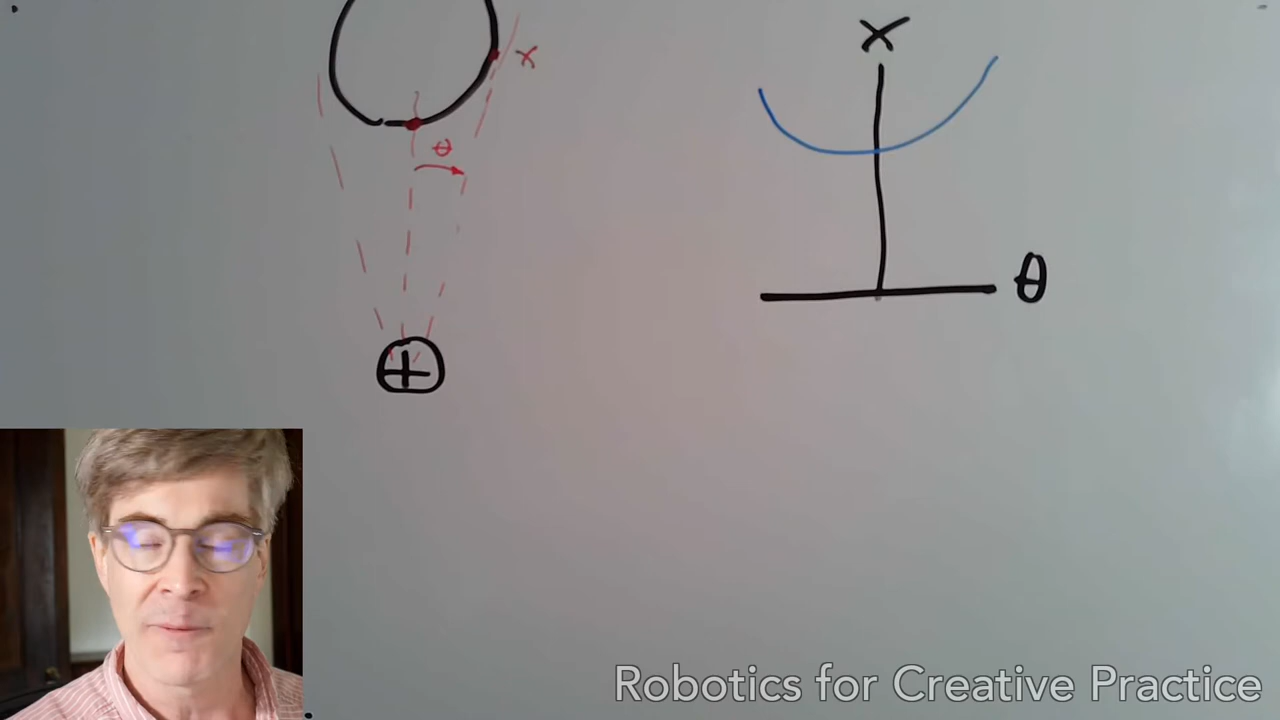 x
θ
X
θ
Robotics for Creative Practice